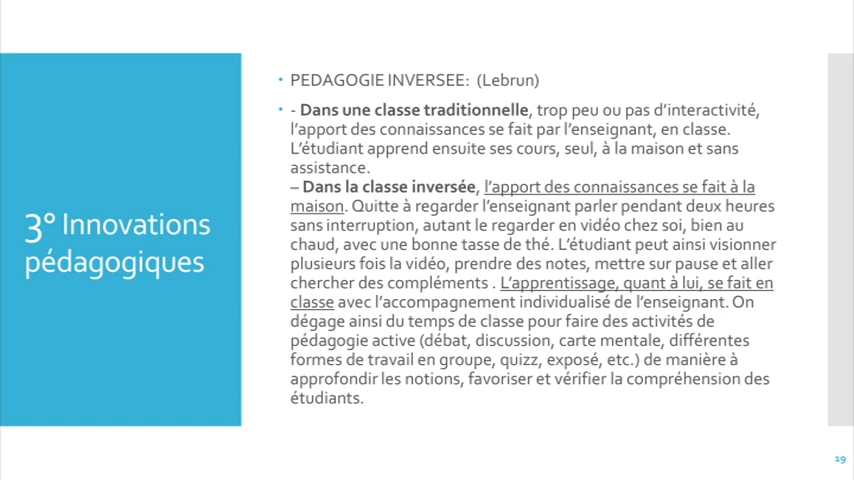 3° Innovations
pédagogiques
• PEDAGOGIE INVERSEE: (Lebrun)
• - Dans une classe traditionnelle, trop peu ou pas d’interactivité,
l’apport des connaissances se fait par l’enseignant, en classe.
L’étudiant apprend ensuite ses cours, seul, à la maison et sans
assistance.
– Dans la classe inversée, l’apport des connaissances se fait à la
maison. Quitte à regarder l’enseignant parler pendant deux heures
sans interruption, autant le regarder en vidéo chez soi, bien au
chaud, avec une bonne tasse de thé. L’étudiant peut ainsi visionner
plusieurs fois la vidéo, prendre des notes, mettre sur pause et aller
chercher des compléments . L’apprentissage, quant à lui, se fait en
classe avec l’accompagnement individualisé de l’enseignant. On
dégage ainsi du temps de classe pour faire des activités de
pédagogie active (débat, discussion, carte mentale, différentes
formes de travail en groupe, quizz, exposé, etc.) de manière à
approfondir les notions, favoriser et vérifier la compréhension des
étudiants.
19